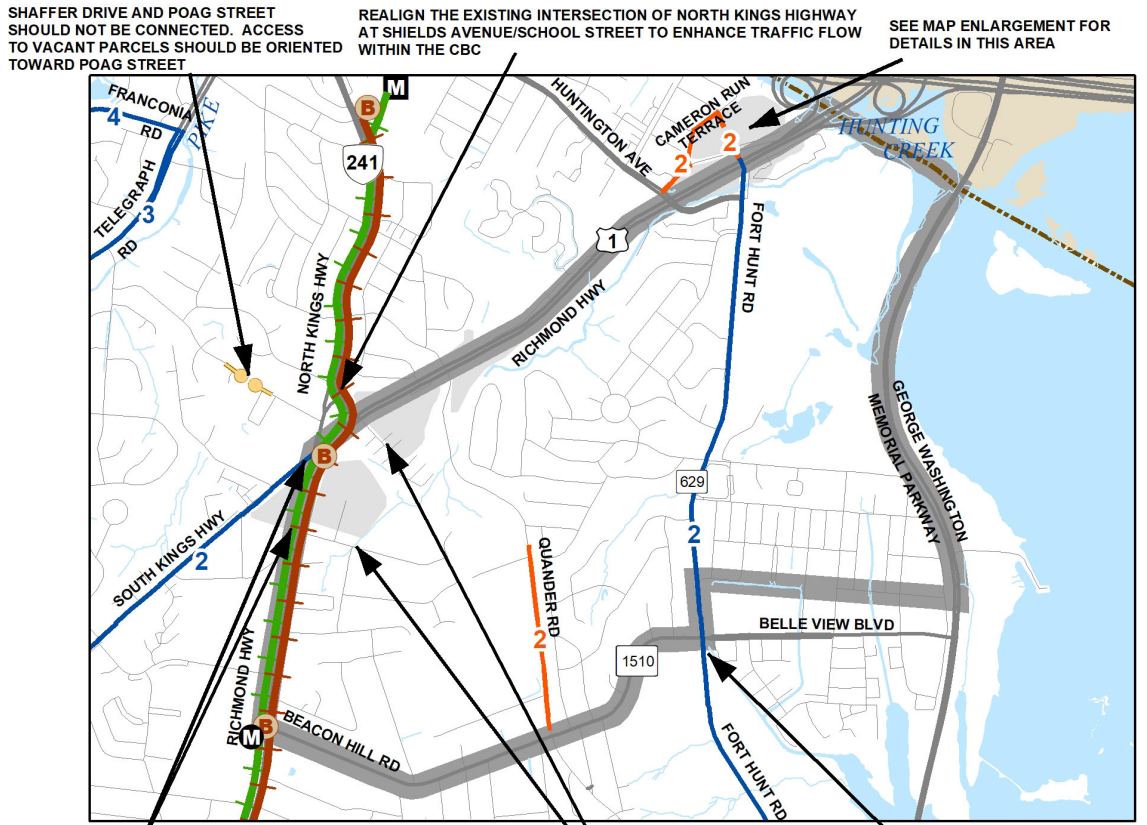 SHAFFER DRIVE AND POAG STREET
SHOULD NOT BE CONNECTED.  ACCESS
TO VACANT PARCELS SHOULD BE ORIENTED
TOWARD POAG STREET
REALIGN THE EXISTING INTERSECTION OF NORTH KINGS HIGHWAY
AT SHIELDS AVENUE/SCHOOL STREET TO ENHANCE TRAFFIC FLOW
WITHIN THE CBC
SEE MAP ENLARGEMENT FOR
DETAILS IN THIS AREA
FRANCONIA
RD
4
PIKE
TELEGRAPH
RD
3
B
M
241
HUNTINGTON AVE
CAMERON RUN
TERRACE
2
2
HUNTING
CREEK
1
RICHMOND HWY
FORT HUNT RD
NORTH KINGS HWY
GEORGE WASHINGTON
MEMORIAL PARKWAY
B
629
2
SOUTH KINGS HWY
2
QUANDER RD
2
BELLE VIEW BLVD
1510
RICHMOND HWY
B
M
BEACON HILL RD
FORT HUNT RD